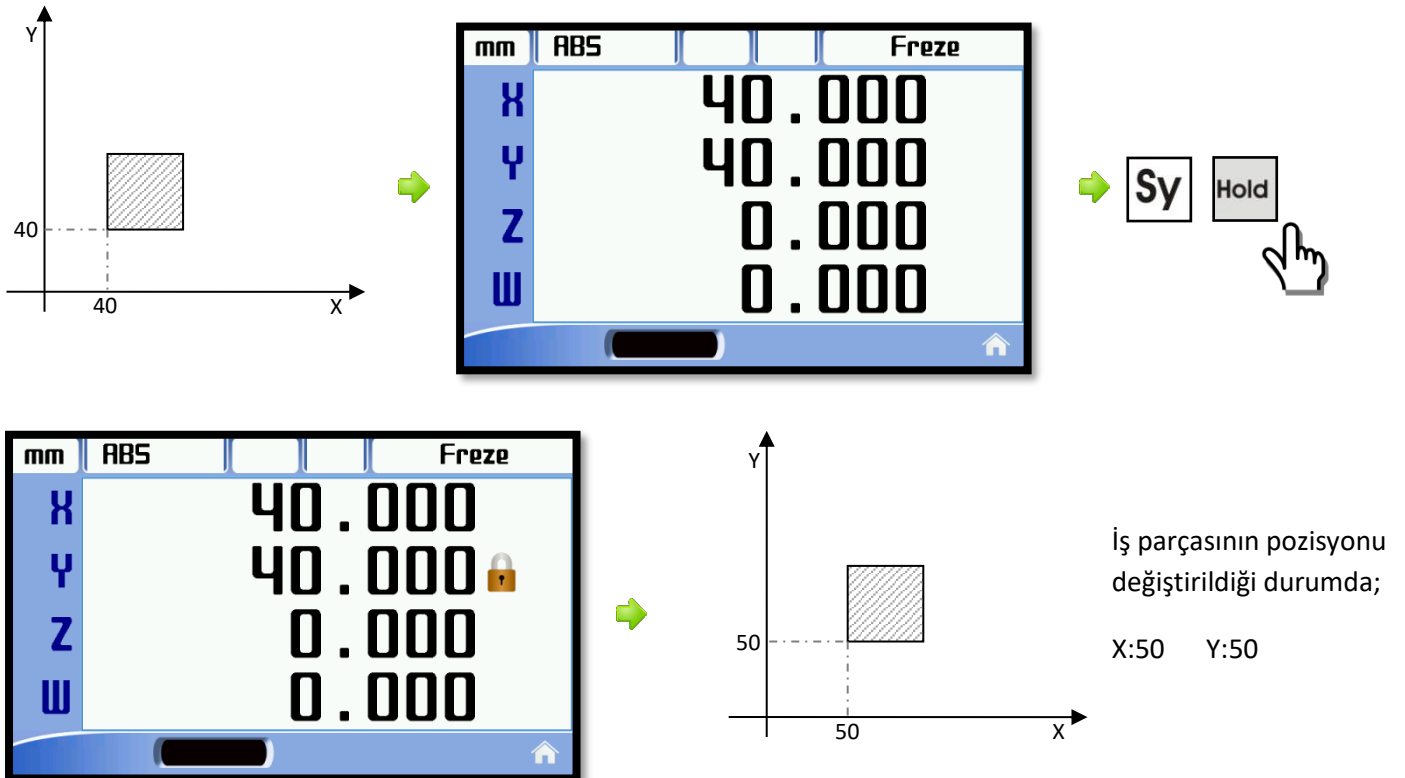 Y
40
40
X
mm ABS Freze
X 40.000
Y 40.000
Z 0.000
W 0.000
Sy Hold
mm ABS Freze
X 40.000
Y 40.000
Z 0.000
W 0.000
Y
50
50
X
İş parçasının pozisyonu
değiştirildiği durumda;
X:50 Y:50